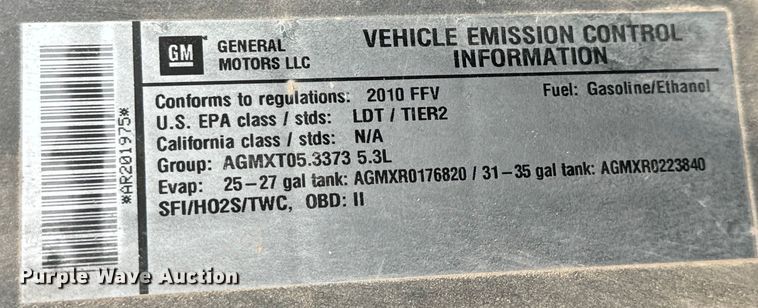 GM
GENERAL
MOTORS LLC
VEHICLE EMISSION CONTROL
INFORMATION
Conforms to regulations: 2010 FFV
Fuel: Gasoline/Ethanol
U.S. EPA class / stds: LDT / TIER2
California class / stds: N/A
Group: AGMXT05.3373 5.3L
Evap: 25-27 gal tank: AGMXR0176820 / 31-35 gal tank: AGMXR0223840
SFI/HO2S/TWC, OBD: II
*AR201975*
Purple Wave Auction